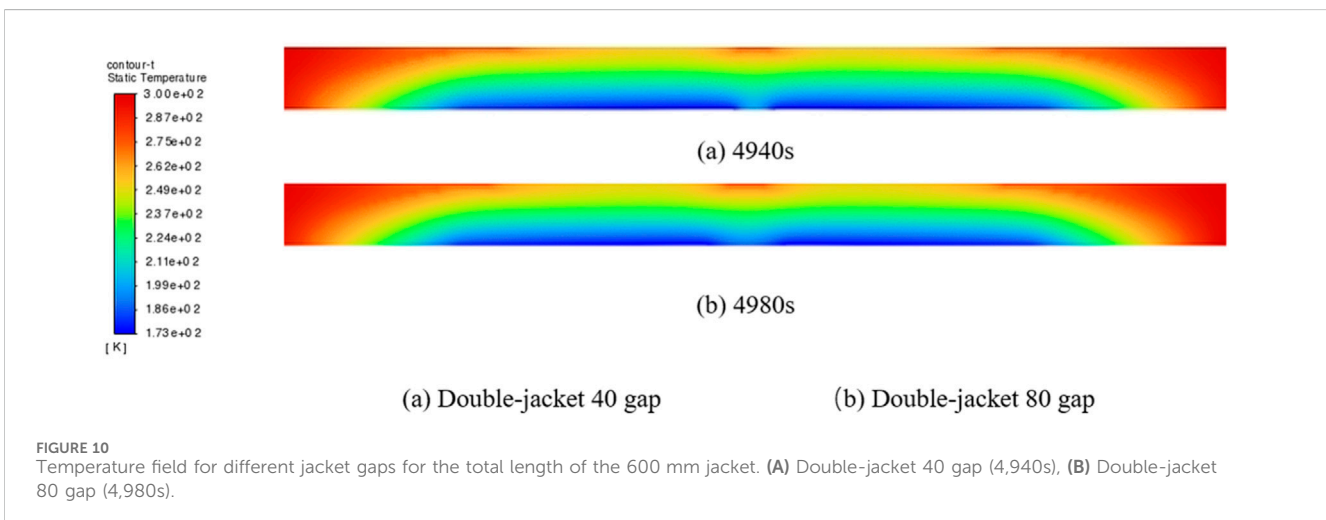 contour-t
Static Temperature
3.00e+02
2.87e+02
2.75e+02
2.62e+02
2.49e+02
2.37e+02
2.24e+02
2.11e+02
1.99e+02
1.86e+02
1.73e+02
[ K]
(a) 4940s
(b) 4980s
(a) Double-jacket 40 gap (b) Double-jacket 80 gap
FIGURE 10
Temperature field for different jacket gaps for the total length of the 600 mm jacket. (A) Double-jacket 40 gap (4,940s), (B) Double-jacket
80 gap (4,980s).